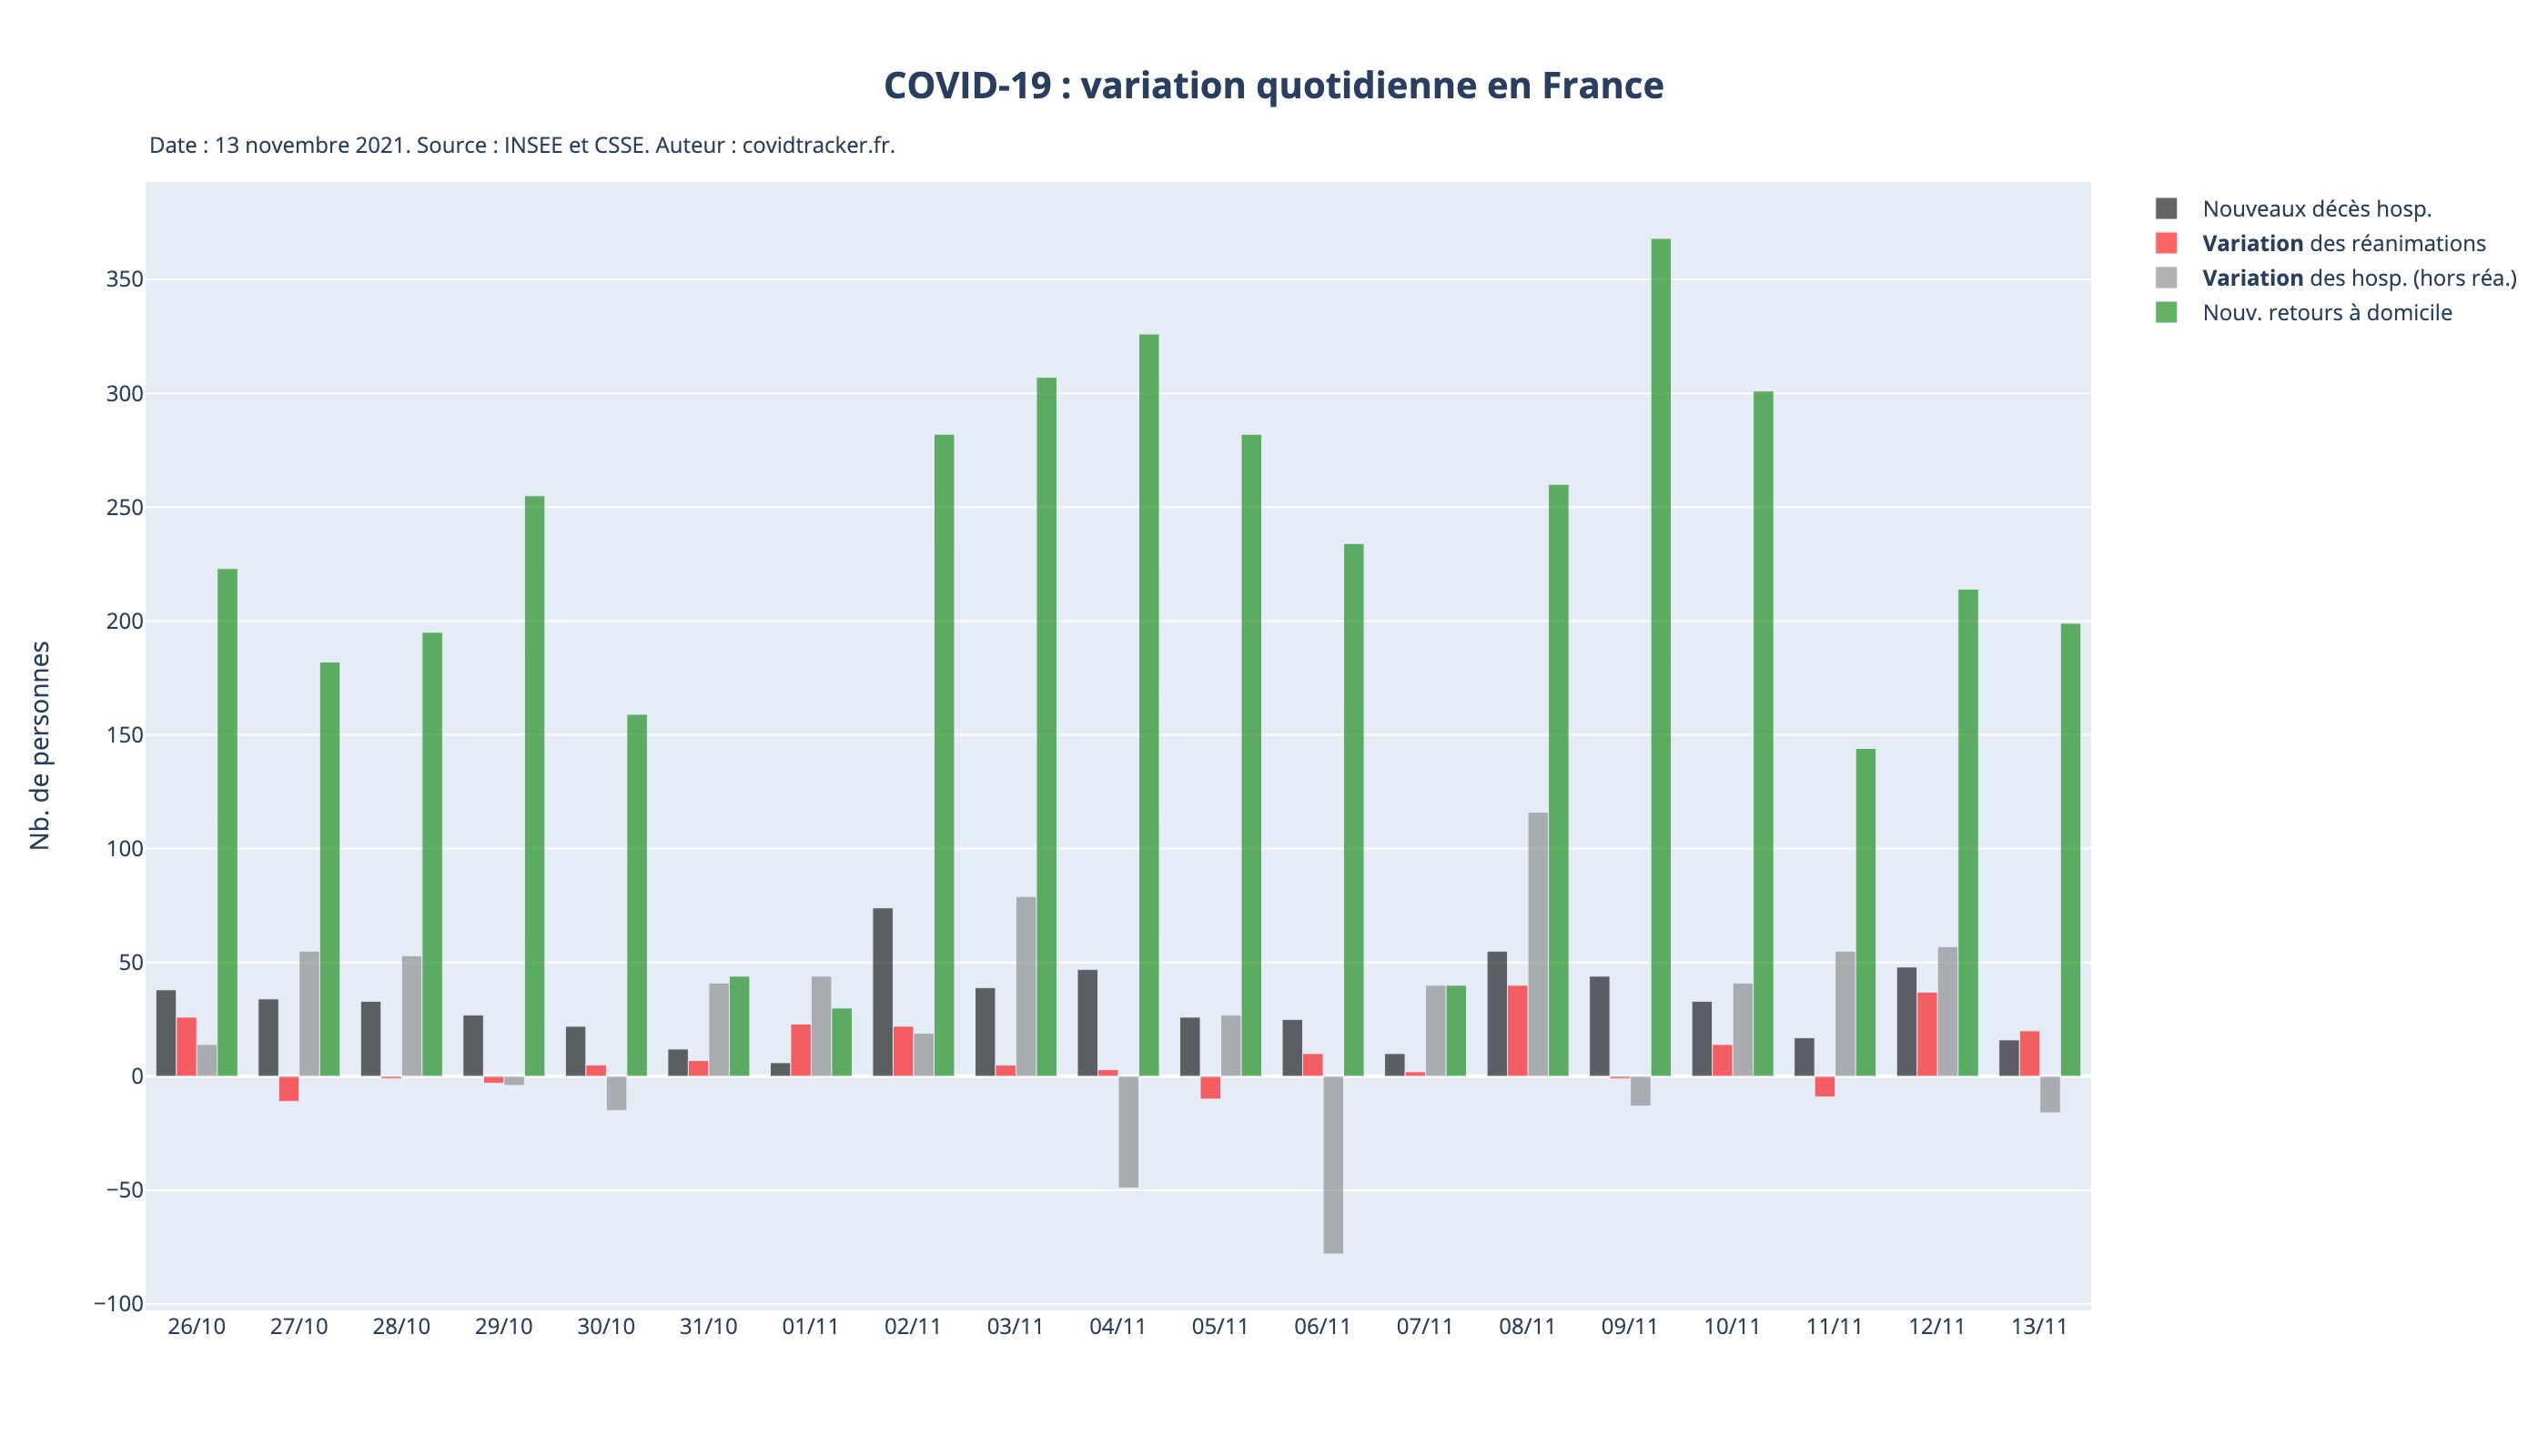 COVID-19 : variation quotidienne en France
Date : 13 novembre 2021. Source : INSEE et CSSE. Auteur : covidtracker.fr.
Nouveaux décès hosp.
Variation des réanimations
Variation des hosp. (hors réa.)
Nouv. retours à domicile
Nb. de personnes
350
300
250
200
150
100
50
0
−50
−100
26/10 27/10 28/10 29/10 30/10 31/10 01/11 02/11 03/11 04/11 05/11 06/11 07/11 08/11 09/11 10/11 11/11 12/11 13/11